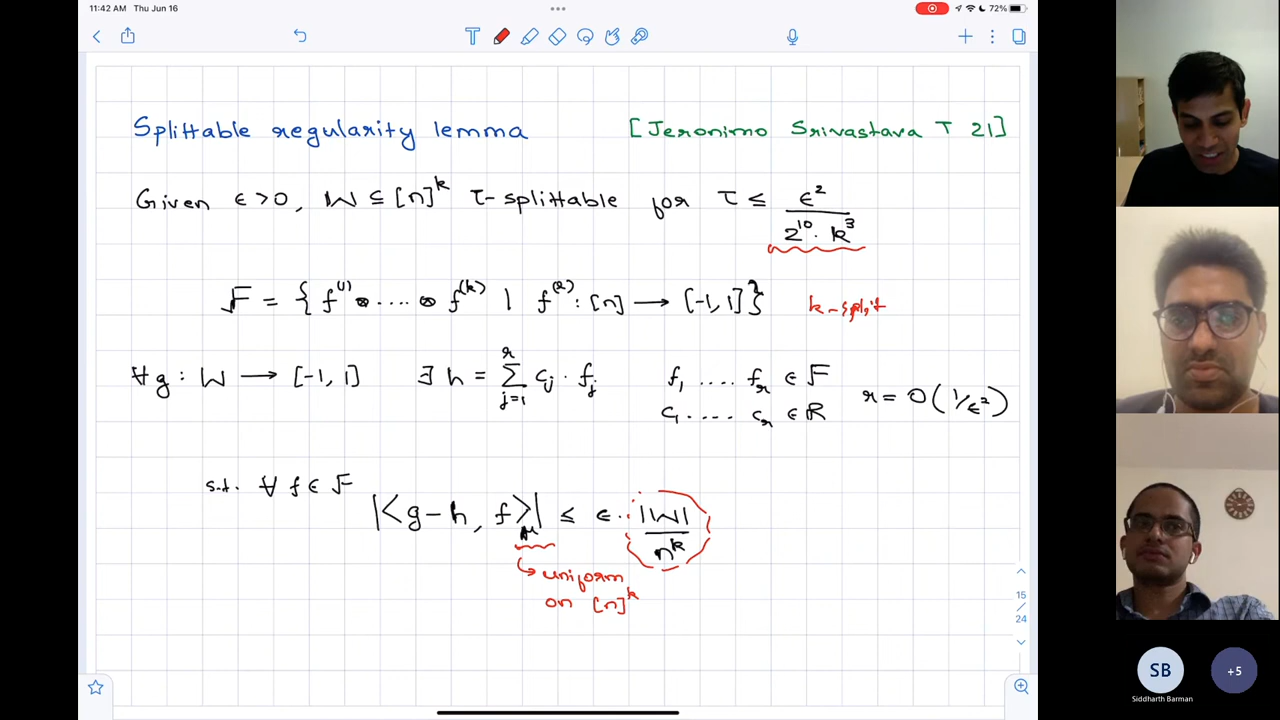 11:42 AM Thu Jun 16
72%
Splittable regularity lemma [Jeronimo Srivastava T 21]
Given ε>0, W ⊆ [n]^k τ-splittable for τ ≤ ε² / 2^10 · k³
F = { f^(1) ⊗ .... ⊗ f^(k) | f^(i) : [n] → [-1, 1] } k-split
∀ g : W → [-1, 1] ∃ h = Σ_{j=1}^{r} c_j · f_j f_1 .... f_r ∈ F
c_1 .... c_r ∈ R r = O(1/ε²)
s.t. ∀ f ∈ F
|<g-h, f>_μ| ≤ ε · |W| / n^k
↳ uniform
on [n]^k
15
/
24
SB
+5
Siddharth Barman